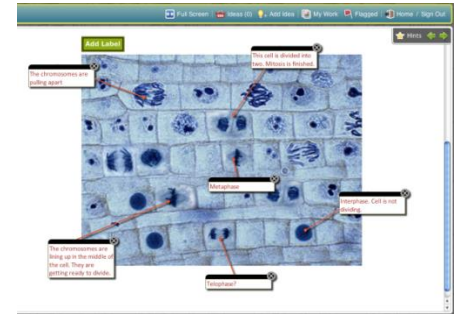 Full Screen Ideas (0) Add Idea My Work Flagged Home / Sign Out
Hints
Add Label
This cell is divided into
two. Mitosis is finished.
The chromosomes are
pulling apart
Metaphase
Interphase. Cell is not
dividing.
The chromosomes are
lining up in the middle of
the cell. They are
getting ready to divide.
Telophase?